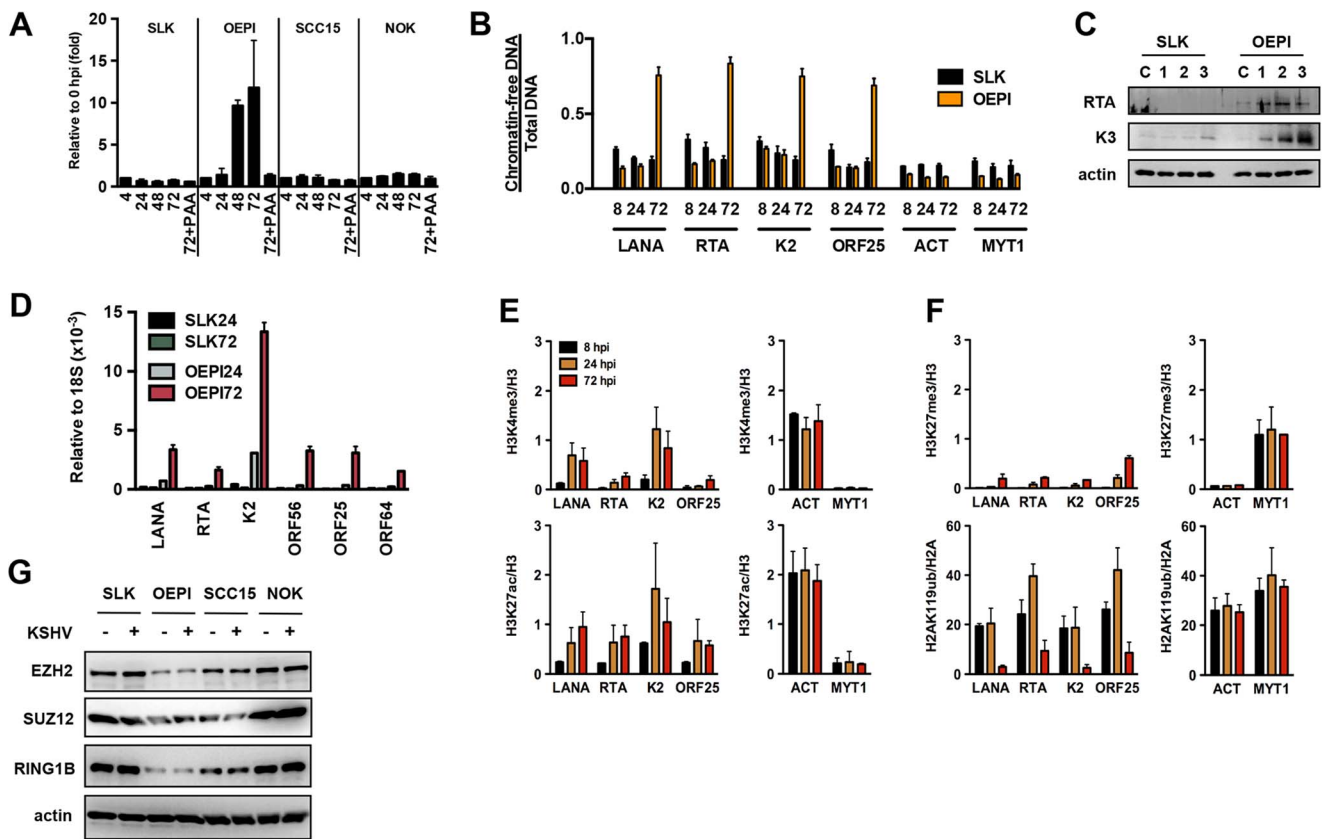 A
SLK OEPI SCC15 NOK
Relative to 0 hpi (fold)
20
15
10
5
0
4 24 48 72 72+PAA 4 24 48 72 72+PAA 4 24 48 72 72+PAA 4 24 48 72 72+PAA
B
Chromatin-free DNA
Total DNA
1.0
0.5
0.0
SLK
OEPI
8 24 72 8 24 72 8 24 72 8 24 72 8 24 72 8 24 72
LANA RTA K2 ORF25 ACT MYT1
C
SLK OEPI
C 1 2 3 C 1 2 3
RTA
K3
actin
D
Relative to 18S (x10-3)
15
10
5
0
SLK24
SLK72
OEPI24
OEPI72
LANA RTA K2 ORF56 ORF25 ORF64
E
H3K4me3/H3
3
2
1
0
8 hpi
24 hpi
72 hpi
LANA RTA K2 ORF25
H3K4me3/H3
3
2
1
0
ACT MYT1
H3K27ac/H3
3
2
1
0
LANA RTA K2 ORF25
H3K27ac/H3
3
2
1
0
ACT MYT1
F
H3K27me3/H3
3
2
1
0
LANA RTA K2 ORF25
H3K27me3/H3
3
2
1
0
ACT MYT1
H2AK119ub/H2A
60
40
20
0
LANA RTA K2 ORF25
H2AK119ub/H2A
60
40
20
0
ACT MYT1
G
SLK OEPI SCC15 NOK
KSHV - + - + - + - +
EZH2
SUZ12
RING1B
actin